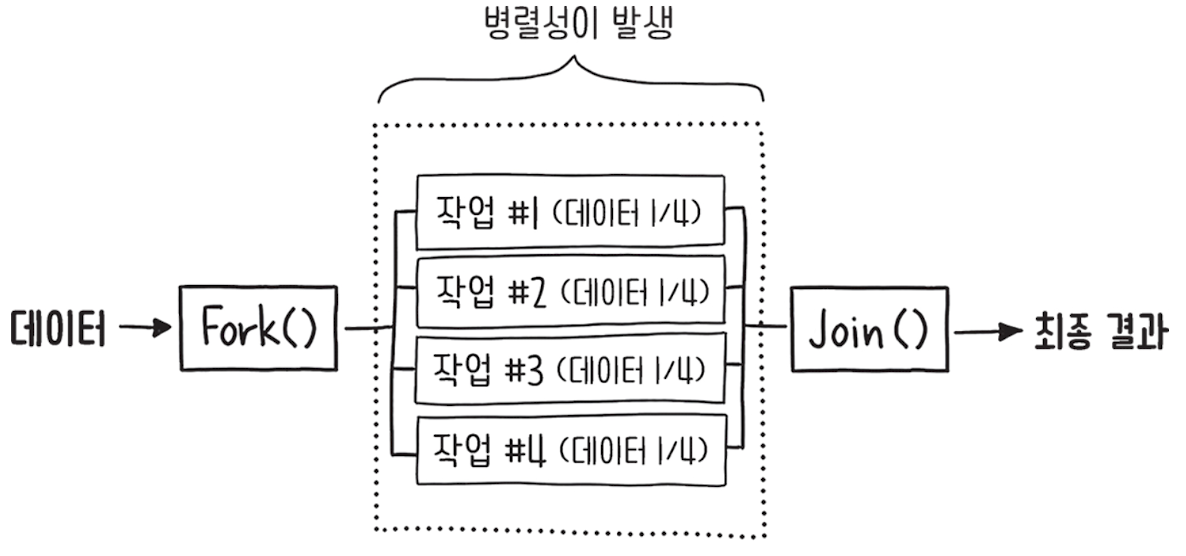 병렬성이 발생
데이터
Fork()
작업 #1 (데이터 1/4)
작업 #2 (데이터 1/4)
작업 #3 (데이터 1/4)
작업 #4 (데이터 1/4)
Join()
최종 결과